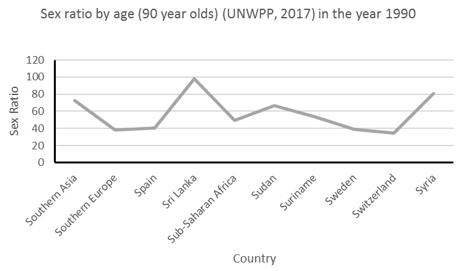 Sex ratio by age (90 year olds) (UNWPP, 2017) in the year 1990
120
100
80
60
40
20
0
Sex Ratio
Southern Asia
Southern Europe
Spain
Sri Lanka
Sub-Saharan Africa
Sudan
Suriname
Sweden
Switzerland
Syria
Country